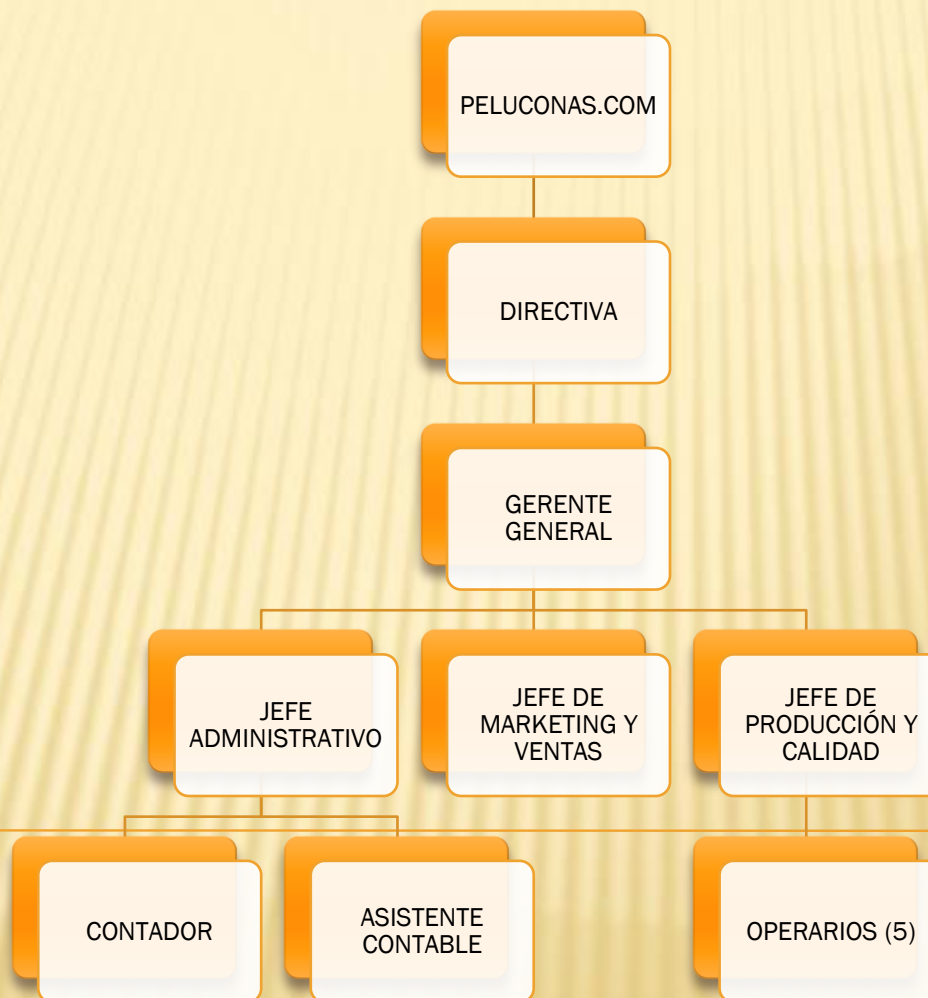 PELUCONAS.COM
DIRECTIVA
GERENTE
GENERAL
JEFE
ADMINISTRATIVO
JEFE DE
MARKETING Y
VENTAS
JEFE DE
PRODUCCIÓN Y
CALIDAD
CONTADOR
ASISTENTE
CONTABLE
OPERARIOS (5)